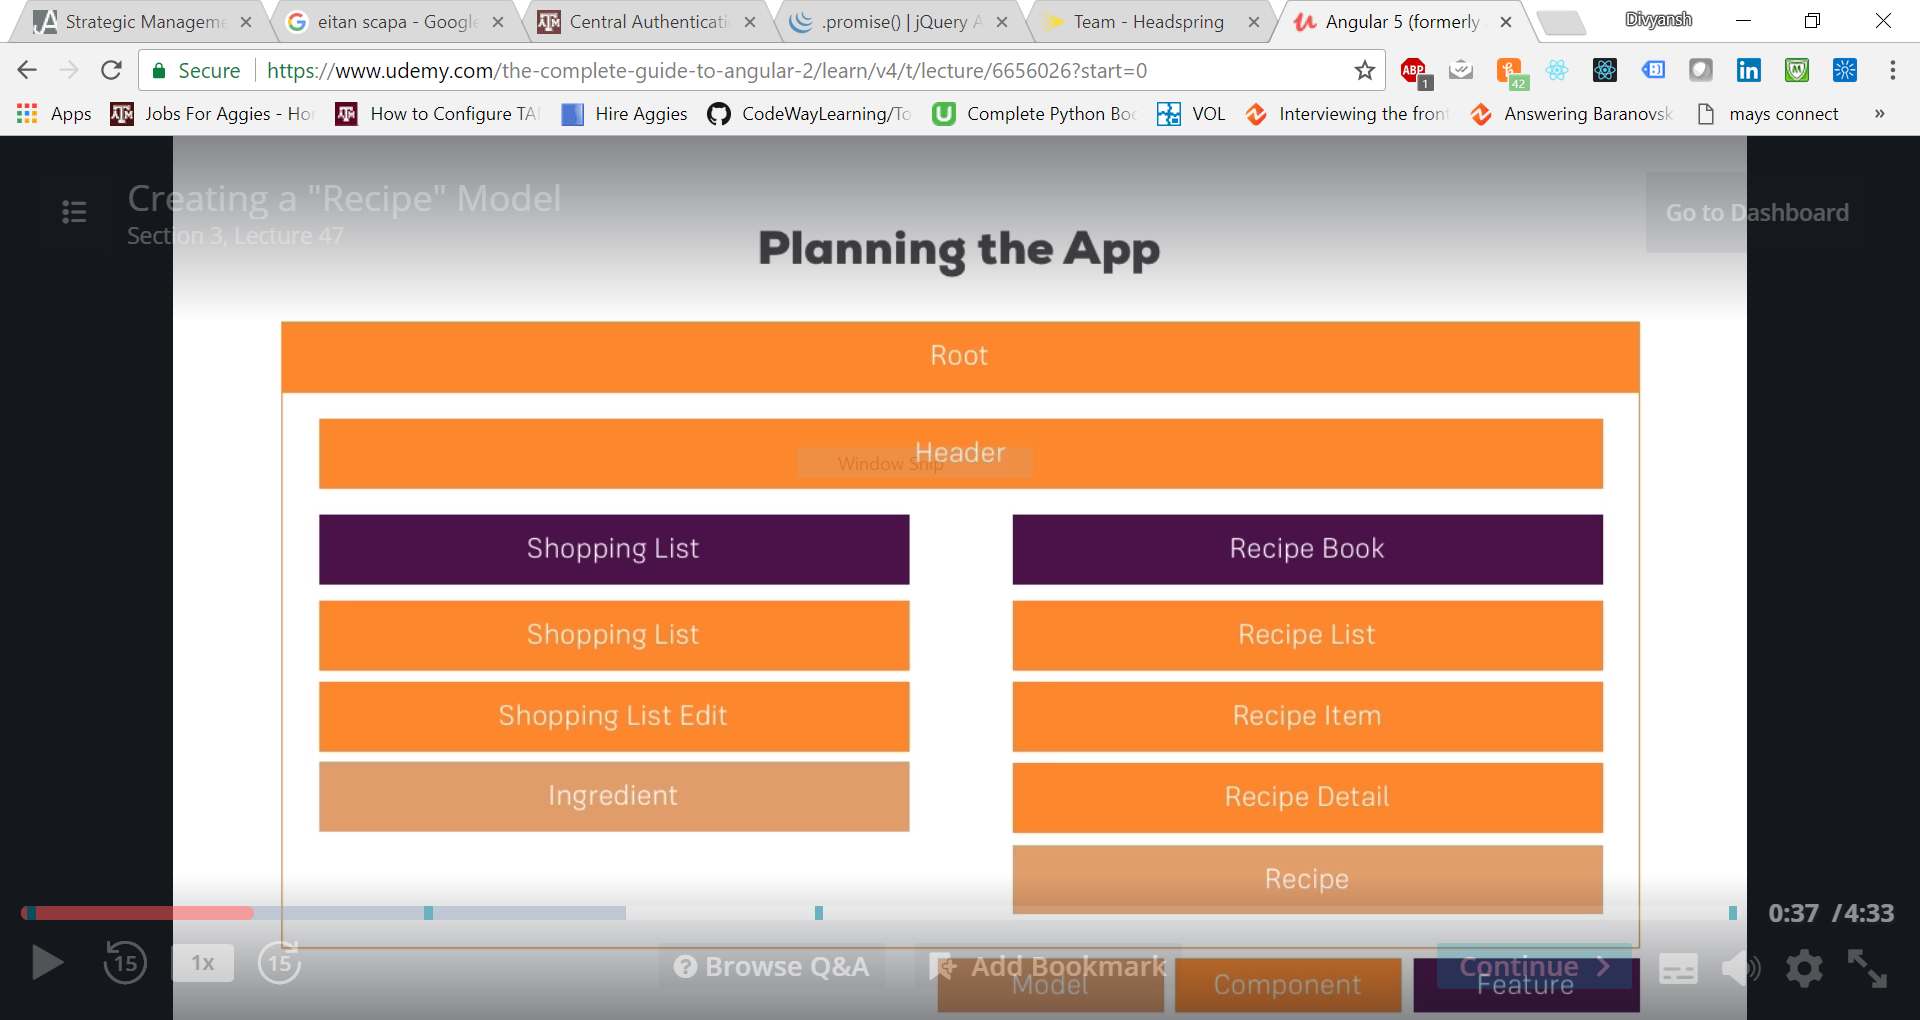 Strategic Manageme
eitan scapa - Google
Central Authenticati
.promise() | jQuery A
Team - Headspring
Angular 5 (formerly
Divyansh
Secure
https://www.udemy.com/the-complete-guide-to-angular-2/learn/v4/t/lecture/6656026?start=0
ABP
1
42
Apps
Jobs For Aggies - Hor
How to Configure TA
Hire Aggies
CodeWayLearning/To
Complete Python Boo
VOL
Interviewing the front
Answering Baranovsk
mays connect
»
Creating a "Recipe" Model
Section 3, Lecture 47
Go to Dashboard
Planning the App
Root
Header
Window Snip
Shopping List
Recipe Book
Shopping List
Recipe List
Shopping List Edit
Recipe Item
Ingredient
Recipe Detail
Recipe
0:37 / 4:33
15
1x
15
Browse Q&A
Add Bookmark
Continue
Model
Component
Feature